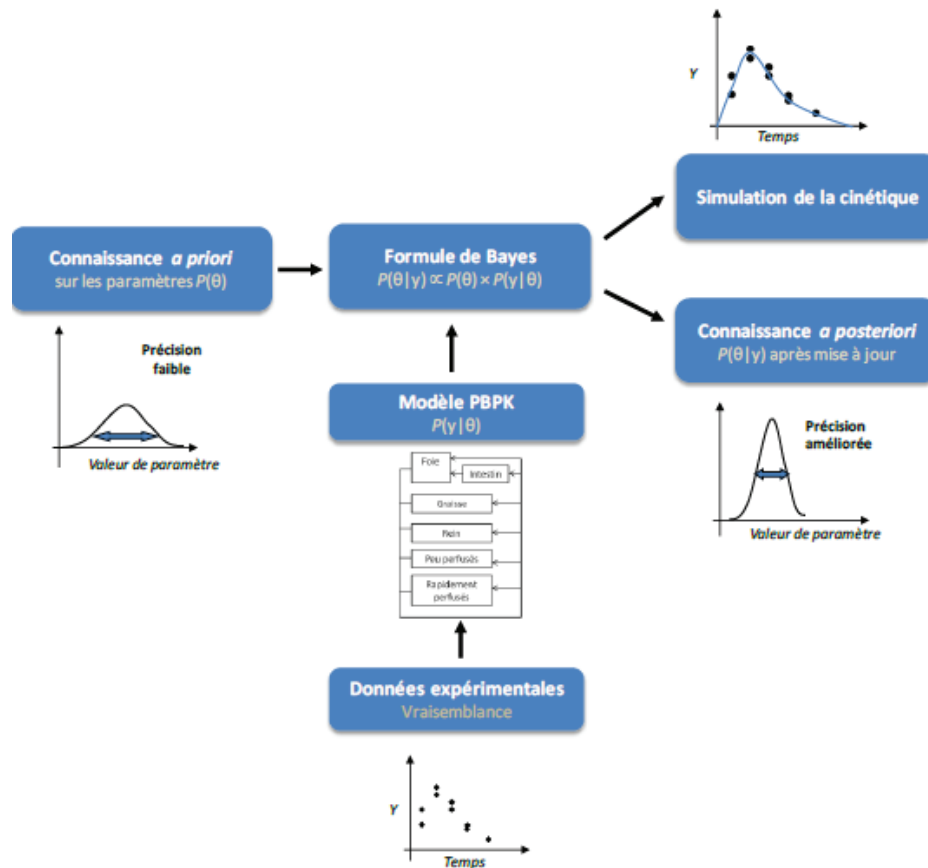 Y
Temps
Simulation de la cinétique
Connaissance a priori
sur les paramètres P(θ)
Formule de Bayes
P(θ|y) ∝ P(θ) × P(y|θ)
Connaissance a posteriori
P(θ|y) après mise à jour
Précision
faible
Valeur de paramètre
Modèle PBPK
P(y|θ)
Précision
améliorée
Valeur de paramètre
Foie
Intestin
Graisse
Rein
Peu perfusés
Rapidement
perfusés
Données expérimentales
Vraisemblance
Y
Temps